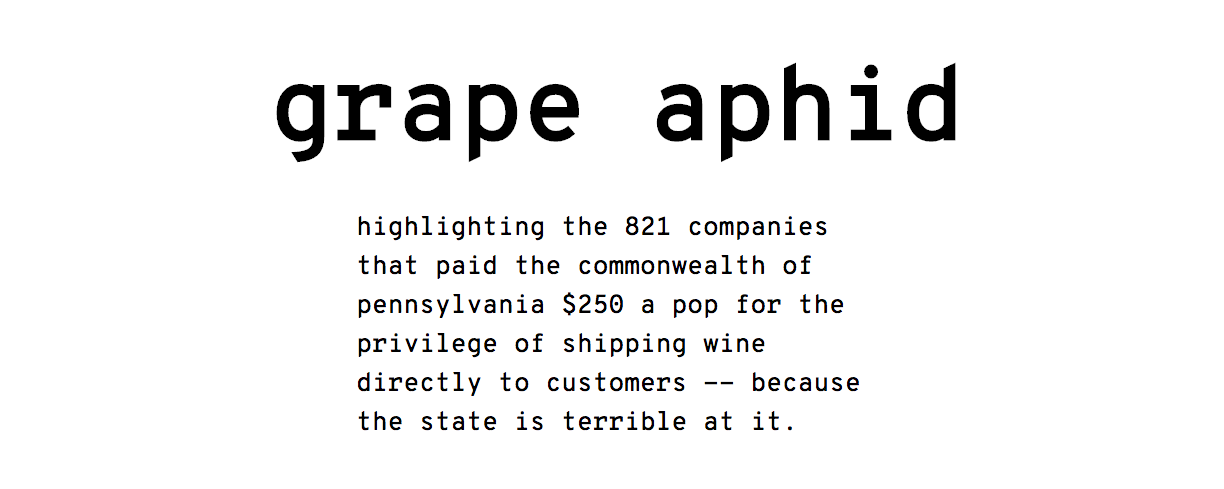 grape aphid
highlighting the 821 companies
that paid the commonwealth of
pennsylvania $250 a pop for the
privilege of shipping wine
directly to customers -- because
the state is terrible at it.